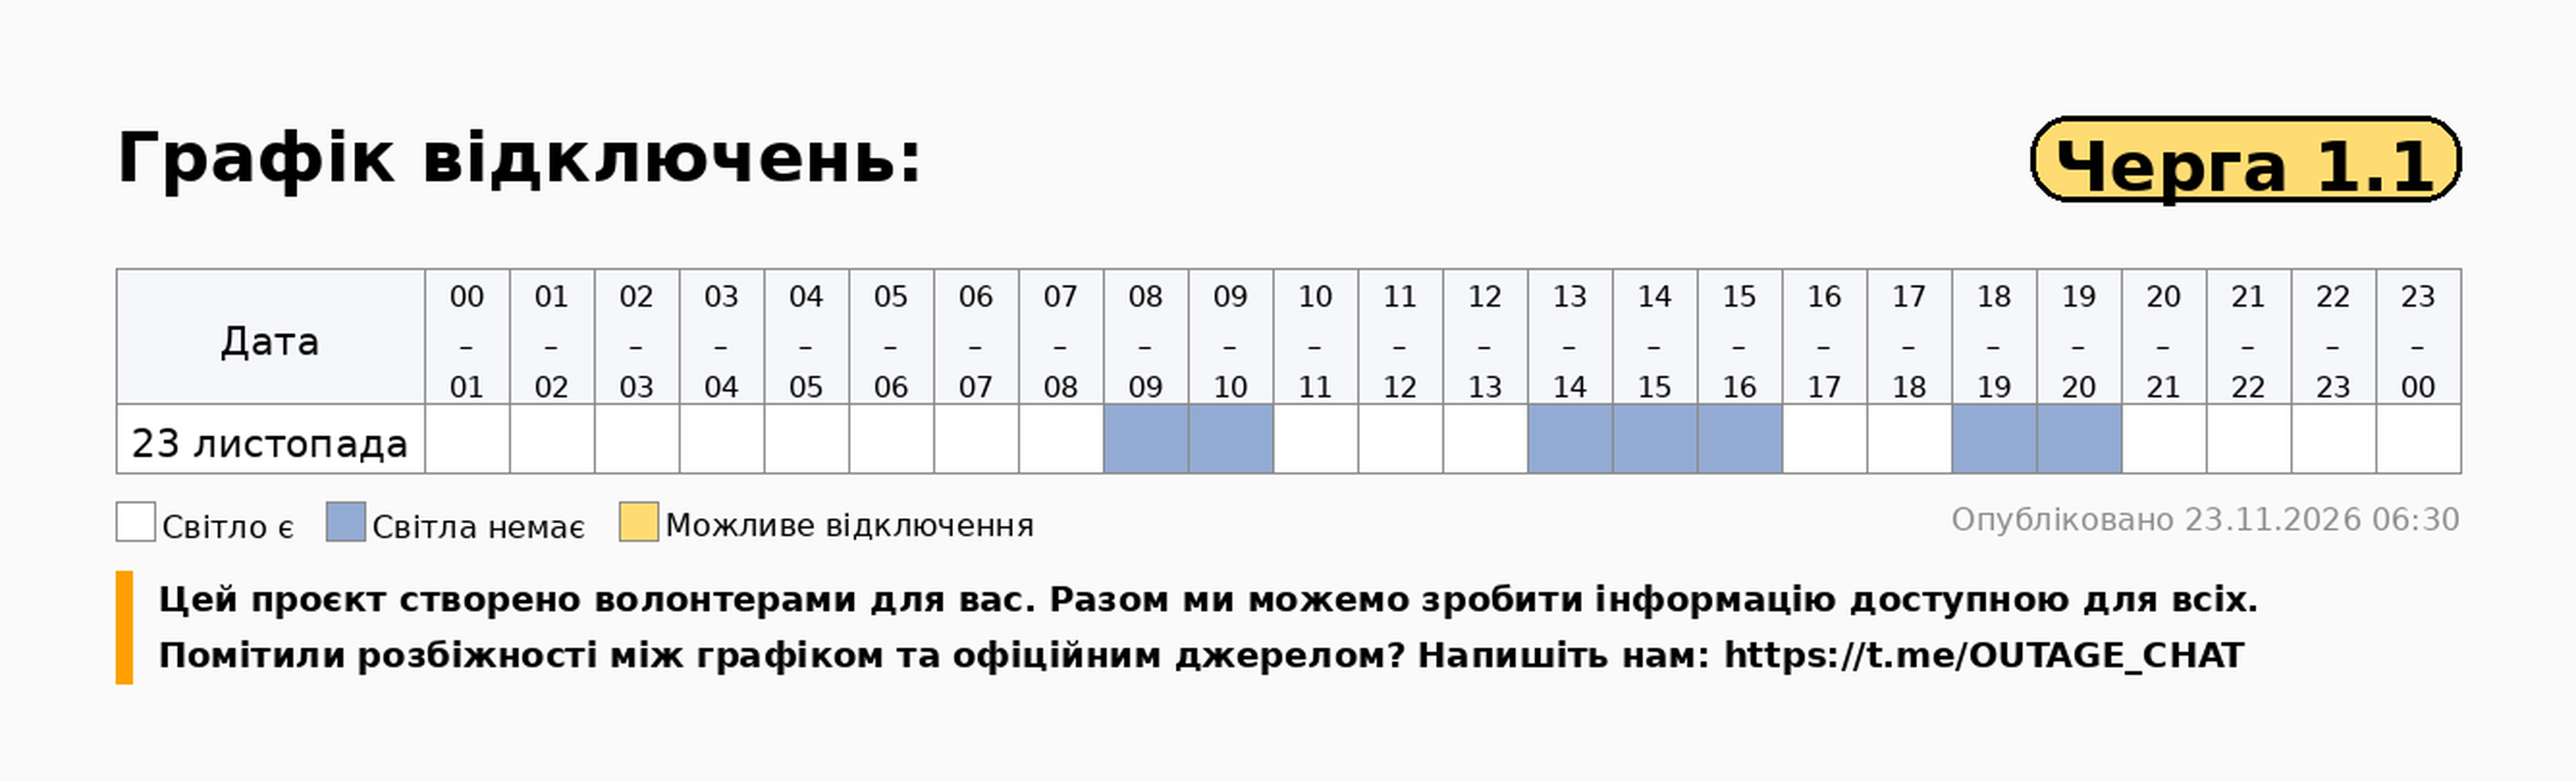 Графік відключень:
Черга 1.1
Дата 00 – 01 01 – 02 02 – 03 03 – 04 04 – 05 05 – 06 06 – 07 07 – 08 08 – 09 09 – 10 10 – 11 11 – 12 12 – 13 13 – 14 14 – 15 15 – 16 16 – 17 17 – 18 18 – 19 19 – 20 20 – 21 21 – 22 22 – 23 23 – 00
23 листопада
Світло є Світла немає Можливе відключення
Опубліковано 23.11.2026 06:30
Цей проєкт створено волонтерами для вас. Разом ми можемо зробити інформацію доступною для всіх.
Помітили розбіжності між графіком та офіційним джерелом? Напишіть нам: https://t.me/OUTAGE_CHAT